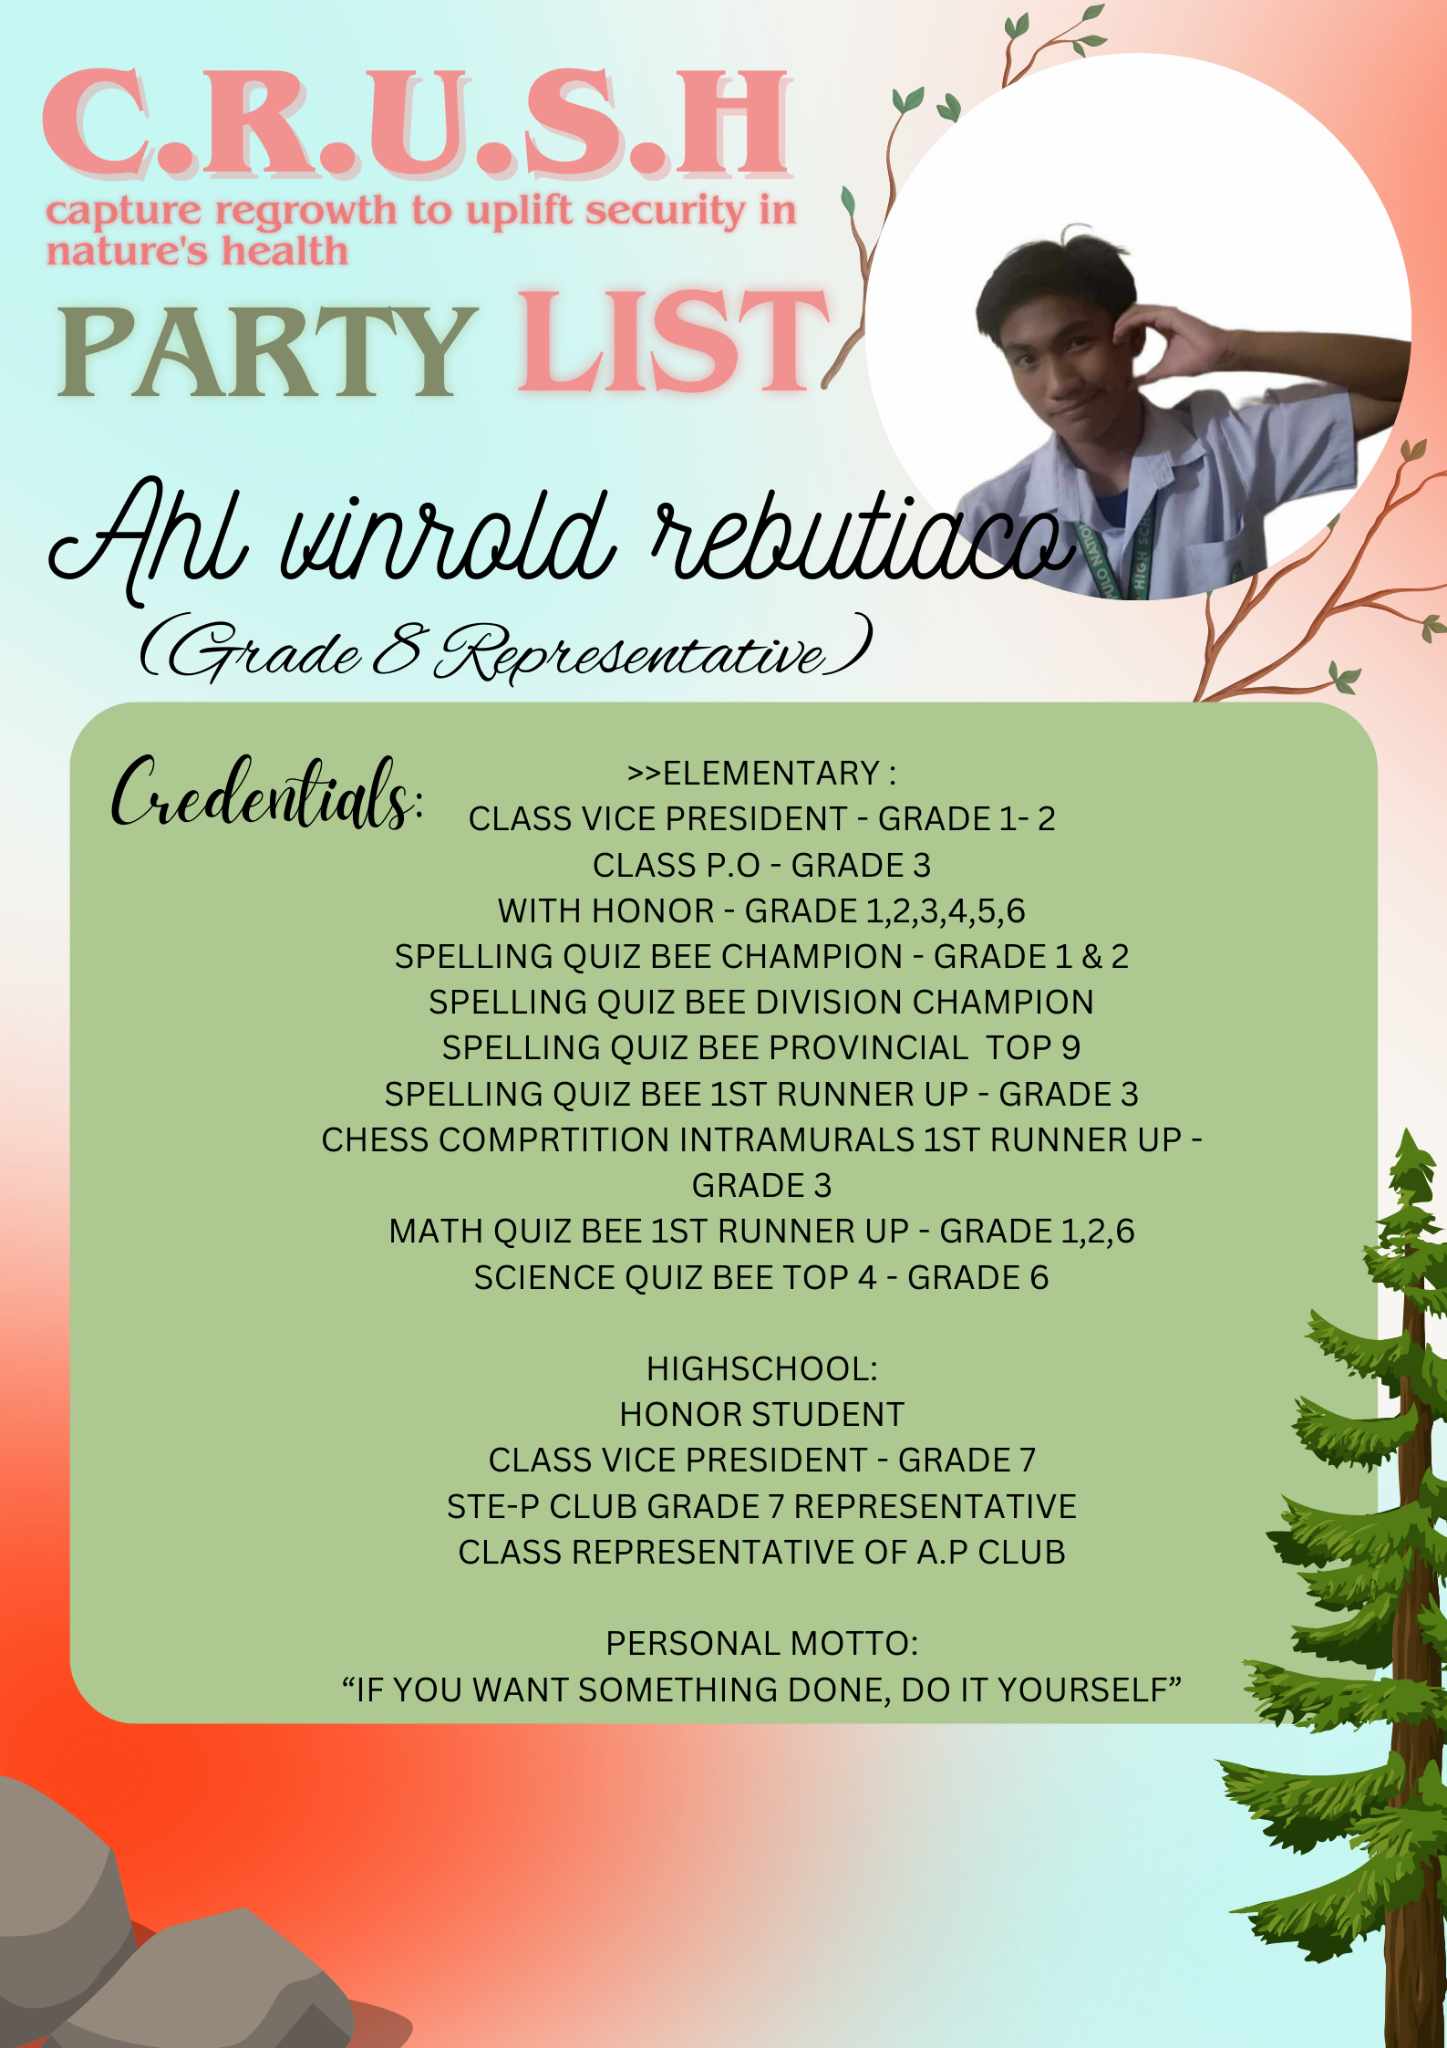 C.R.U.S.H
capture regrowth to uplift security in
nature's health
PARTY LIST
Ahl vinrold rebutiaco
(Grade 8 Representative)
Credentials:
>>ELEMENTARY :
CLASS VICE PRESIDENT - GRADE 1- 2
CLASS P.O - GRADE 3
WITH HONOR - GRADE 1,2,3,4,5,6
SPELLING QUIZ BEE CHAMPION - GRADE 1 & 2
SPELLING QUIZ BEE DIVISION CHAMPION
SPELLING QUIZ BEE PROVINCIAL  TOP 9
SPELLING QUIZ BEE 1ST RUNNER UP - GRADE 3
CHESS COMPRTITION INTRAMURALS 1ST RUNNER UP -
GRADE 3
MATH QUIZ BEE 1ST RUNNER UP - GRADE 1,2,6
SCIENCE QUIZ BEE TOP 4 - GRADE 6
HIGHSCHOOL:
HONOR STUDENT
CLASS VICE PRESIDENT - GRADE 7
STE-P CLUB GRADE 7 REPRESENTATIVE
CLASS REPRESENTATIVE OF A.P CLUB
PERSONAL MOTTO:
“IF YOU WANT SOMETHING DONE, DO IT YOURSELF”
HIGH